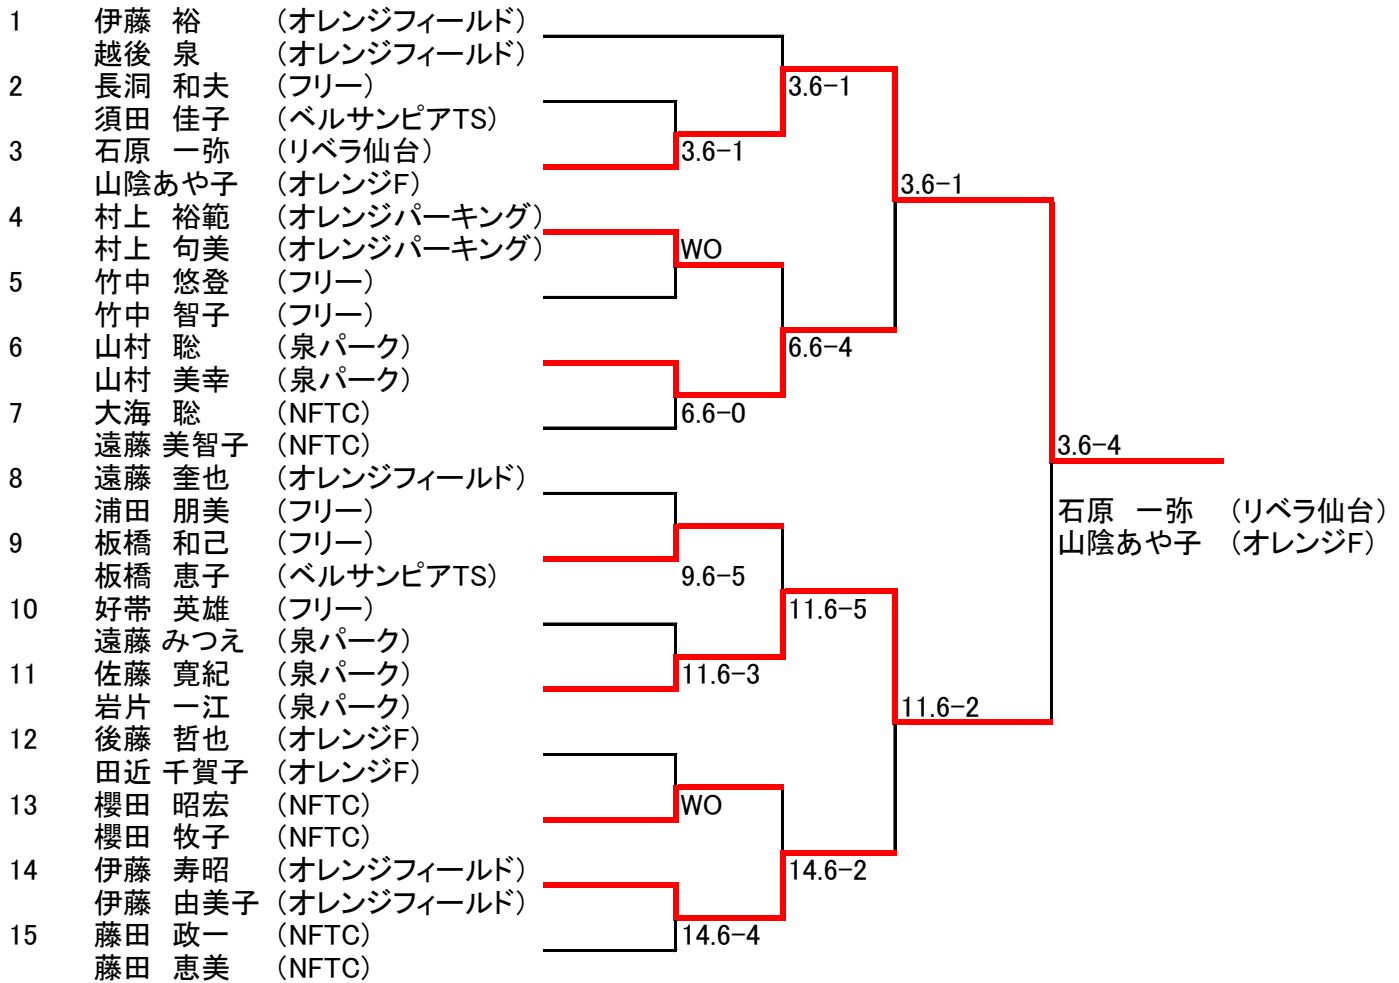 1 伊藤 裕 (オレンジフィールド)
越後 泉 (オレンジフィールド)
2 長洞 和夫 (フリー) 3.6-1
須田 佳子 (ベルサンピアTS)
3 石原 一弥 (リベラ仙台) 3.6-1
山陰あや子 (オレンジF) 3.6-1
4 村上 裕範 (オレンジパーキング)
村上 句美 (オレンジパーキング) WO
5 竹中 悠登 (フリー)
竹中 智子 (フリー)
6 山村 聡 (泉パーク) 6.6-4
山村 美幸 (泉パーク)
7 大海 聡 (NFTC) 6.6-0
遠藤 美智子 (NFTC) 3.6-4
8 遠藤 奎也 (オレンジフィールド)
浦田 朋美 (フリー) 石原 一弥 (リベラ仙台)
9 板橋 和己 (フリー) 山陰あや子 (オレンジF)
板橋 恵子 (ベルサンピアTS) 9.6-5
10 好帯 英雄 (フリー) 11.6-5
遠藤 みつえ (泉パーク)
11 佐藤 寛紀 (泉パーク) 11.6-3
岩片 一江 (泉パーク) 11.6-2
12 後藤 哲也 (オレンジF)
田近 千賀子 (オレンジF)
13 櫻田 昭宏 (NFTC) WO
櫻田 牧子 (NFTC)
14 伊藤 寿昭 (オレンジフィールド) 14.6-2
伊藤 由美子 (オレンジフィールド)
15 藤田 政一 (NFTC) 14.6-4
藤田 恵美 (NFTC)